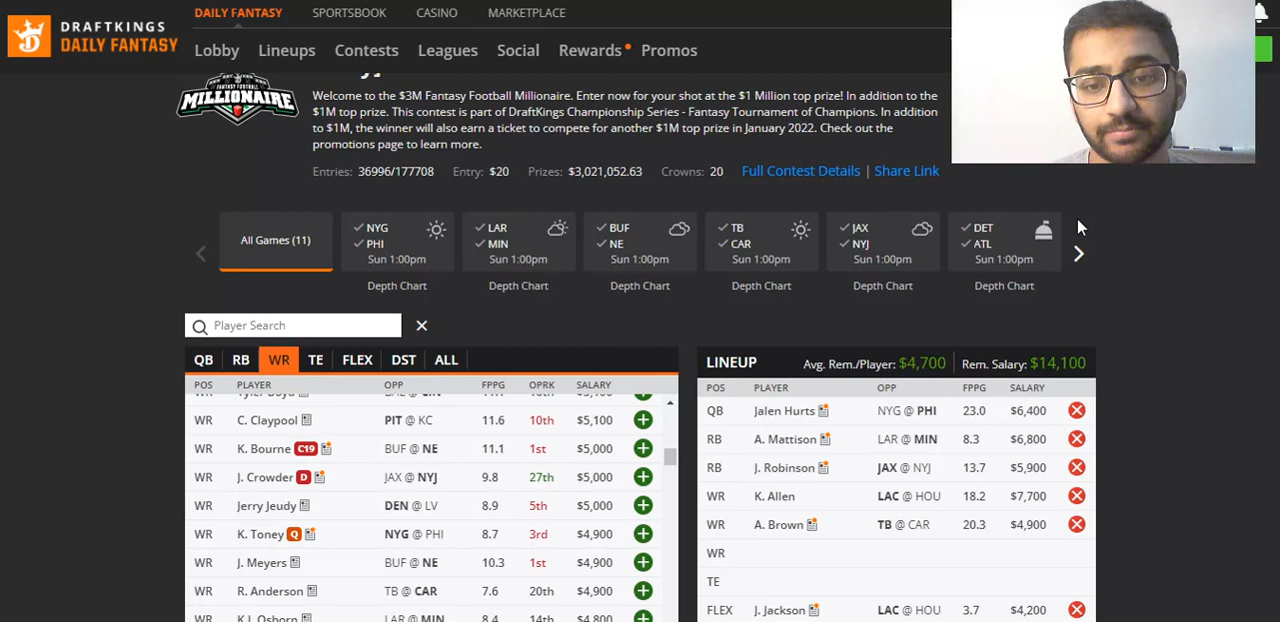 DRAFTKINGS
DAILY FANTASY
DAILY FANTASY SPORTSBOOK CASINO MARKETPLACE
Lobby Lineups Contests Leagues Social Rewards Promos
FANTASY FOOTBALL
MILLIONAIRE
Welcome to the $3M Fantasy Football Millionaire. Enter now for your shot at the $1 Million top prize! In addition to the
$1M top prize. This contest is part of DraftKings Championship Series - Fantasy Tournament of Champions. In addition
to $1M, the winner will also earn a ticket to compete for another $1M top prize in January 2022. Check out the
promotions page to learn more.
Entries: 36996/177708 Entry: $20 Prizes: $3,021,052.63 Crowns: 20 Full Contest Details | Share Link
All Games (11)
NYG
PHI
Sun 1:00pm
Depth Chart
LAR
MIN
Sun 1:00pm
Depth Chart
BUF
NE
Sun 1:00pm
Depth Chart
TB
CAR
Sun 1:00pm
Depth Chart
JAX
NYJ
Sun 1:00pm
Depth Chart
DET
ATL
Sun 1:00pm
Depth Chart
Player Search
QB RB WR TE FLEX DST ALL
POS PLAYER OPP FPPG OPRK SALARY
WR Tyler Boyd
WR C. Claypool PIT @ KC 11.6 10th $5,100
WR K. Bourne C19 BUF @ NE 11.1 1st $5,000
WR J. Crowder D JAX @ NYJ 9.8 27th $5,000
WR Jerry Jeudy DEN @ LV 8.9 5th $5,000
WR K. Toney Q NYG @ PHI 8.7 3rd $4,900
WR J. Meyers BUF @ NE 10.3 1st $4,900
WR R. Anderson TB @ CAR 7.6 20th $4,900
WR K.J. Osborn LAR @ MIN 8.4 14th $4,800
LINEUP Avg. Rem./Player: $4,700 Rem. Salary: $14,100
POS PLAYER OPP FPPG SALARY
QB Jalen Hurts NYG @ PHI 23.0 $6,400
RB A. Mattison LAR @ MIN 8.3 $6,800
RB J. Robinson JAX @ NYJ 13.7 $5,900
WR K. Allen LAC @ HOU 18.2 $7,700
WR A. Brown TB @ CAR 20.3 $4,900
WR
TE
FLEX J. Jackson LAC @ HOU 3.7 $4,200